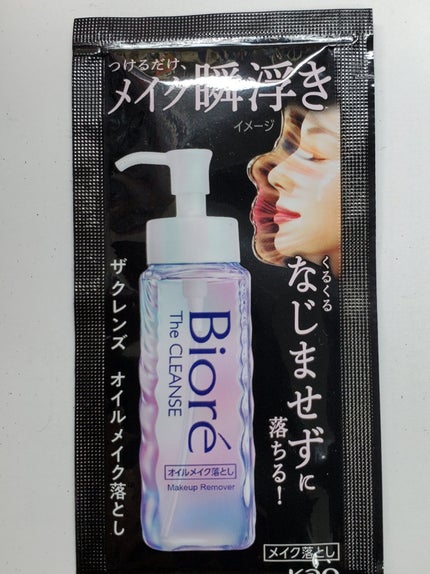 つけるだけ、
メイク瞬浮き
イメージ
くるくる
なじませずに
落ちる!
ザ クレンズ オイルメイク落とし
Bioré
The CLEANSE
オイルメイク落とし
Makeup Remover
メイク落とし
Kao